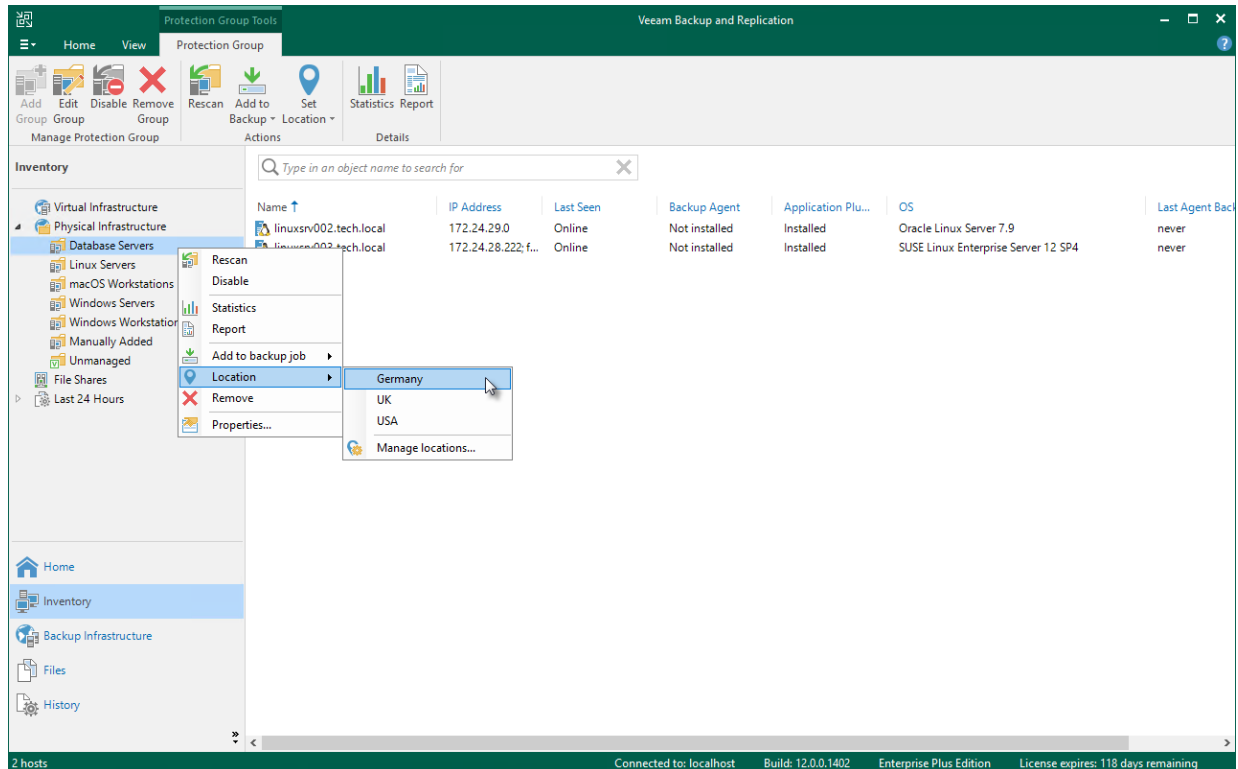 Protection Group Tools
Veeam Backup and Replication
Home View Protection Group
?
Add Group
Edit Group
Disable
Remove Group
Rescan
Add to Backup
Set Location
Statistics
Report
Manage Protection Group
Actions
Details
Inventory
Type in an object name to search for
Virtual Infrastructure
Physical Infrastructure
Database Servers
Linux Servers
macOS Workstations
Windows Servers
Windows Workstation
Manually Added
Unmanaged
File Shares
Last 24 Hours
Name IP Address Last Seen Backup Agent Application Plu... OS Last Agent Back
linuxsrv002.tech.local 172.24.29.0 Online Not installed Installed Oracle Linux Server 7.9 never
linuxsrv003.tech.local 172.24.28.222; f... Online Not installed Installed SUSE Linux Enterprise Server 12 SP4 never
Rescan
Disable
Statistics
Report
Add to backup job
Location
Remove
Properties...
Germany
UK
USA
Manage locations...
Home
Inventory
Backup Infrastructure
Files
History
2 hosts
Connected to: localhost Build: 12.0.0.1402 Enterprise Plus Edition License expires: 118 days remaining